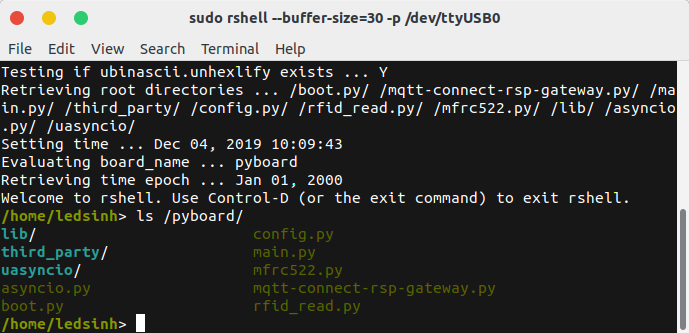 sudo rshell --buffer-size=30 -p /dev/ttyUSB0
File Edit View Search Terminal Help
Testing if ubinascii.unhexlify exists ... Y
Retrieving root directories ... /boot.py/ /mqtt-connect-rsp-gateway.py/ /ma
in.py/ /third_party/ /config.py/ /rfid_read.py/ /mfrc522.py/ /lib/ /asyncio
.py/ /uasyncio/
Setting time ... Dec 04, 2019 10:09:43
Evaluating board_name ... pyboard
Retrieving time epoch ... Jan 01, 2000
Welcome to rshell. Use Control-D (or the exit command) to exit rshell.
/home/ledsinh> ls /pyboard/
lib/ config.py
third_party/ main.py
uasyncio/ mfrc522.py
asyncio.py mqtt-connect-rsp-gateway.py
boot.py rfid_read.py
/home/ledsinh>